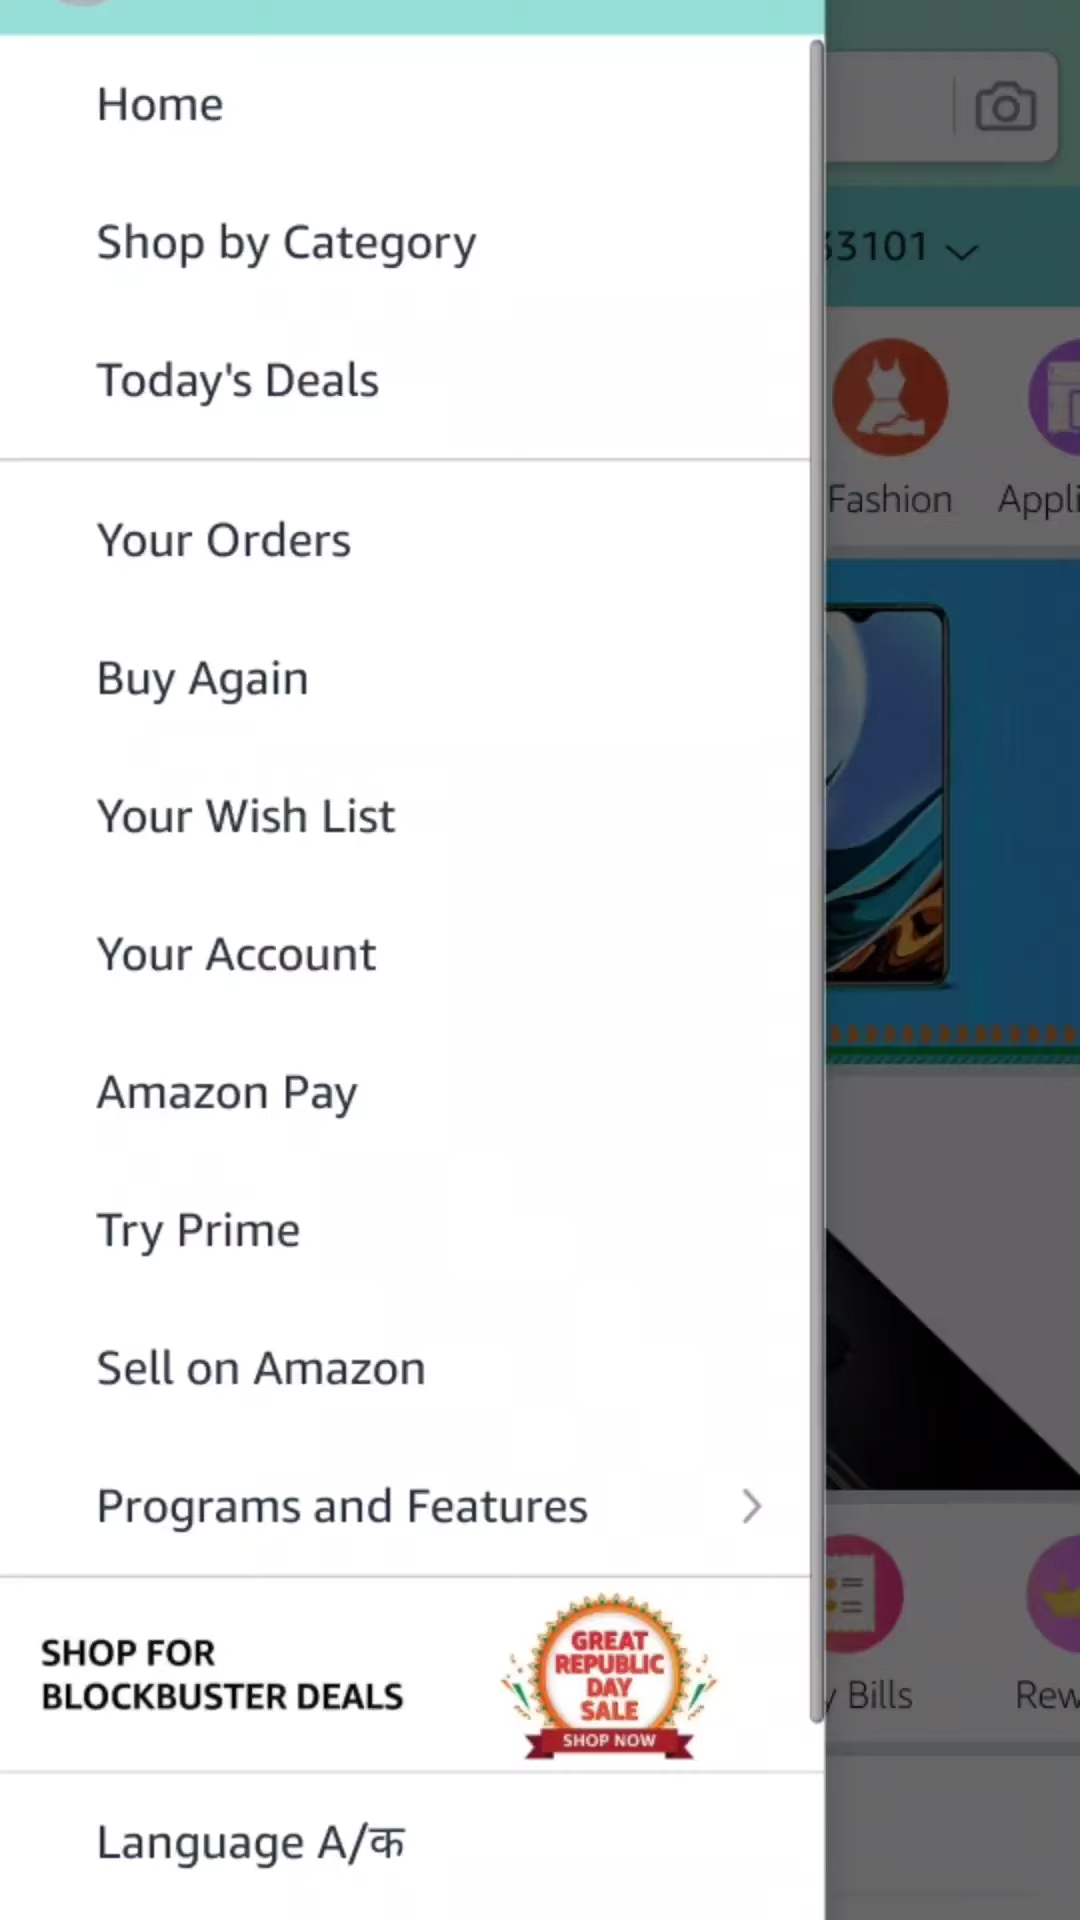 Home
Shop by Category
33101
Today's Deals
Fashion
Your Orders
Buy Again
Your Wish List
Your Account
Amazon Pay
Try Prime
Sell on Amazon
Programs and Features
SHOP FOR
BLOCKBUSTER DEALS
GREAT
REPUBLIC
DAY
SALE
SHOP NOW
Bills
Language A/क